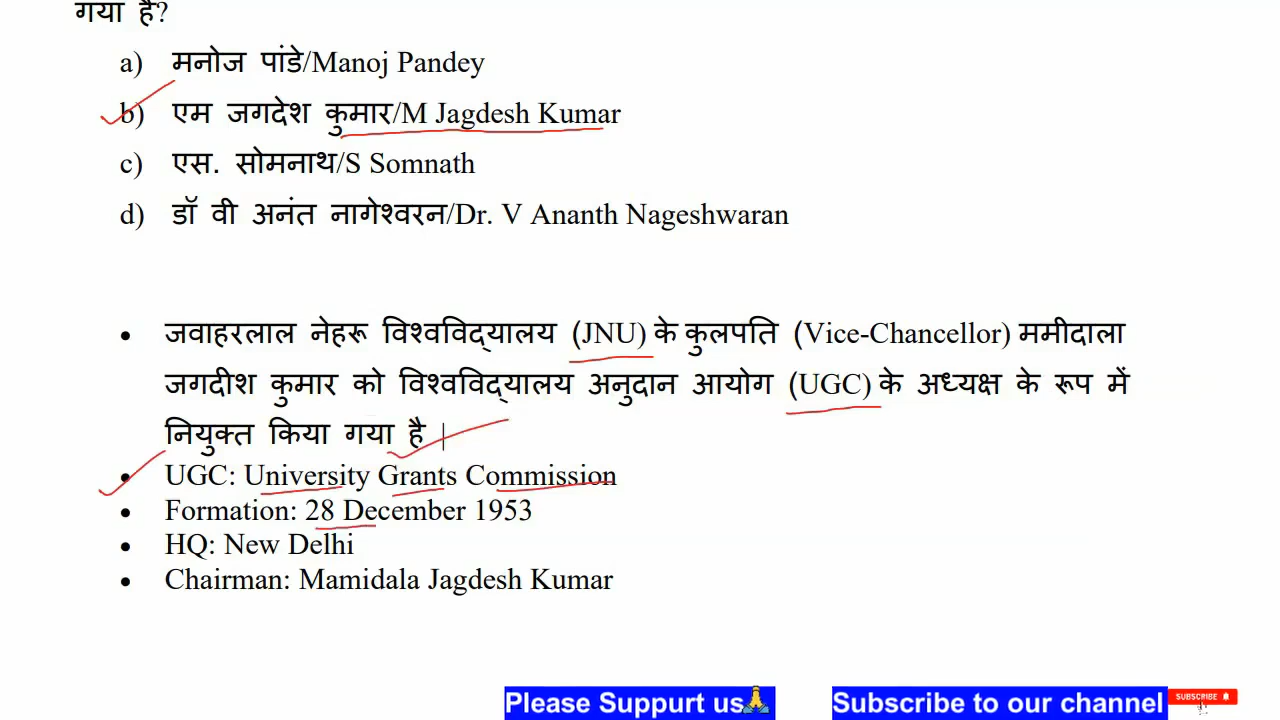 गया है?
a) मनोज पांडे/Manoj Pandey
b) एम जगदेश कुमार/M Jagdesh Kumar
c) एस. सोमनाथ/S Somnath
d) डॉ वी अनंत नागेश्वरन/Dr. V Ananth Nageshwaran
• जवाहरलाल नेहरू विश्वविद्यालय (JNU) के कुलपति (Vice-Chancellor) ममीदाला
जगदीश कुमार को विश्वविद्यालय अनुदान आयोग (UGC) के अध्यक्ष के रूप में
नियुक्त किया गया है |
• UGC: University Grants Commission
• Formation: 28 December 1953
• HQ: New Delhi
• Chairman: Mamidala Jagdesh Kumar
Please Suppurt us🙏 Subscribe to our channel SUBSCRIBE